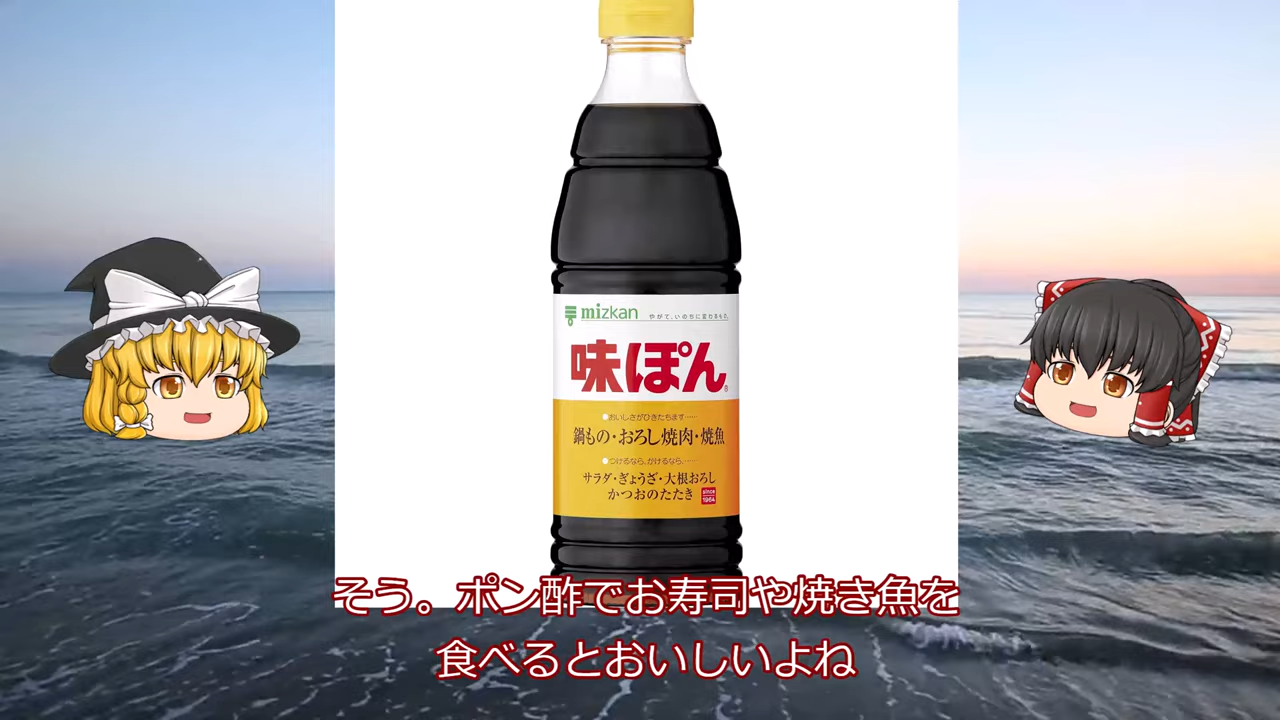 mizkan やがて、いのちに変わるもの。
味ぽん
●おいしさがひきたちます……
鍋もの・おろし焼肉・焼魚
●つけるなら、かけるなら、……
サラダ・ぎょうざ・大根おろし
かつおのたたき
since
1964
そう。ポン酢でお寿司や焼き魚を
食べるとおいしいよね